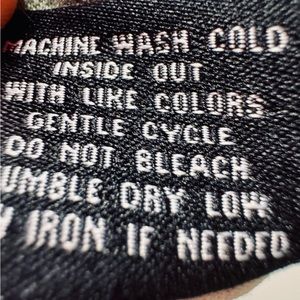 MACHINE WASH COLD
INSIDE OUT
WITH LIKE COLORS
GENTLE CYCLE
DO NOT BLEACH
UMBLE DRY LOW
IRON IF NEEDED